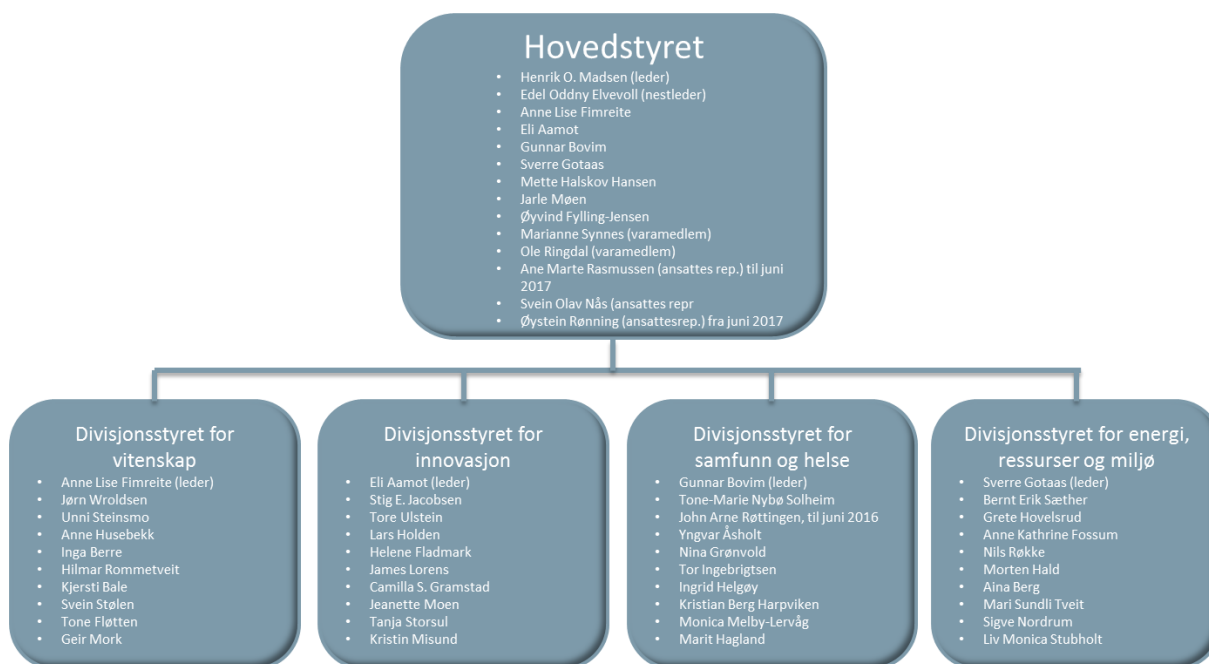 Hovedstyret
• Henrik O. Madsen (leder)
• Edel Oddny Elvevoll (nestleder)
• Anne Lise Fimreite
• Eli Aamot
• Gunnar Bovim
• Sverre Gotaas
• Mette Halskov Hansen
• Jarle Møen
• Øyvind Fylling-Jensen
• Marianne Synnes (varamedlem)
• Ole Ringdal (varamedlem)
• Ane Marte Rasmussen (ansattes rep.) til juni
2017
• Svein Olav Nås (ansattes repr
• Øystein Rønning (ansattesrep.) fra juni 2017
Divisjonsstyret for
vitenskap
• Anne Lise Fimreite (leder)
• Jørn Wroldsen
• Unni Steinsmo
• Anne Husebekk
• Inga Berre
• Hilmar Rommetveit
• Kjersti Bale
• Svein Stølen
• Tone Fløtten
• Geir Mork
Divisjonsstyret for
innovasjon
• Eli Aamot (leder)
• Stig E. Jacobsen
• Tore Ulstein
• Lars Holden
• Helene Fladmark
• James Lorens
• Camilla S. Gramstad
• Jeanette Moen
• Tanja Storsul
• Kristin Misund
Divisjonsstyret for
samfunn og helse
• Gunnar Bovim (leder)
• Tone-Marie Nybø Solheim
• John Arne Røttingen, til juni 2016
• Yngvar Åsholt
• Nina Grønvold
• Tor Ingebrigtsen
• Ingrid Helgøy
• Kristian Berg Harpviken
• Monica Melby-Lervåg
• Marit Hagland
Divisjonsstyret for energi,
ressurser og miljø
• Sverre Gotaas (leder)
• Bernt Erik Sæther
• Grete Hovelsrud
• Anne Kathrine Fossum
• Nils Røkke
• Morten Hald
• Aina Berg
• Mari Sundli Tveit
• Sigve Nordrum
• Liv Monica Stubholt